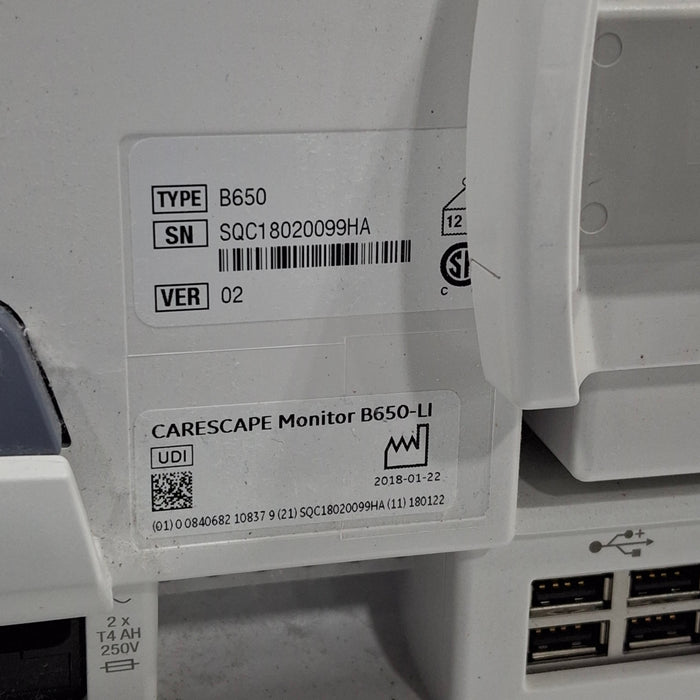 TYPE B650
SN SQC18020099HA
12
C
VER 02
CARESCAPE Monitor B650-LI
UDI
2018-01-22
(01) 0 0840682 10837 9 (21) SQC18020099HA (11) 180122
2 x
T4 AH
250V